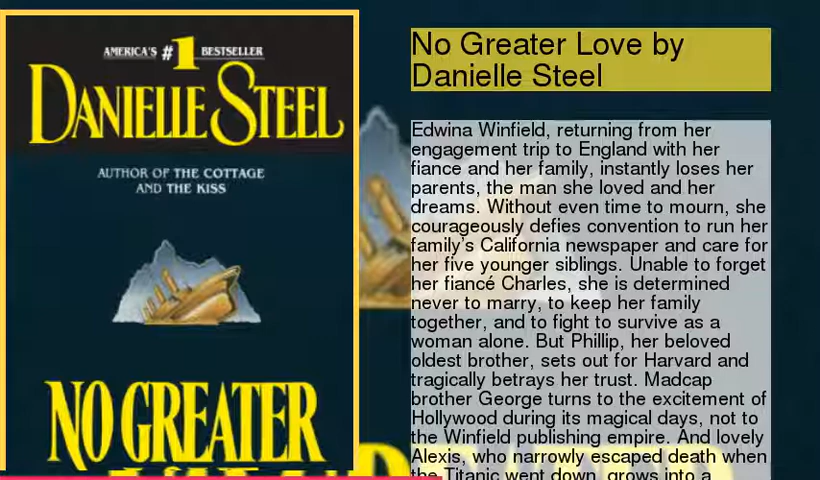 AMERICA'S #1 BESTSELLER
DANIELLE STEEL
AUTHOR OF THE COTTAGE
AND THE KISS
NO GREATER
No Greater Love by
Danielle Steel
Edwina Winfield, returning from her
engagement trip to England with her
fiance and her family, instantly loses her
parents, the man she loved and her
dreams. Without even time to mourn, she
courageously defies convention to run her
family's California newspaper and care for
her five younger siblings. Unable to forget
her fiancé Charles, she is determined
never to marry, to keep her family
together, and to fight to survive as a
woman alone. But Phillip, her beloved
oldest brother, sets out for Harvard and
tragically betrays her trust. Madcap
brother George turns to the excitement of
Hollywood during its magical days, not to
the Winfield publishing empire. And lovely
Alexis, who narrowly escaped death when
the Titanic went down, grows into a